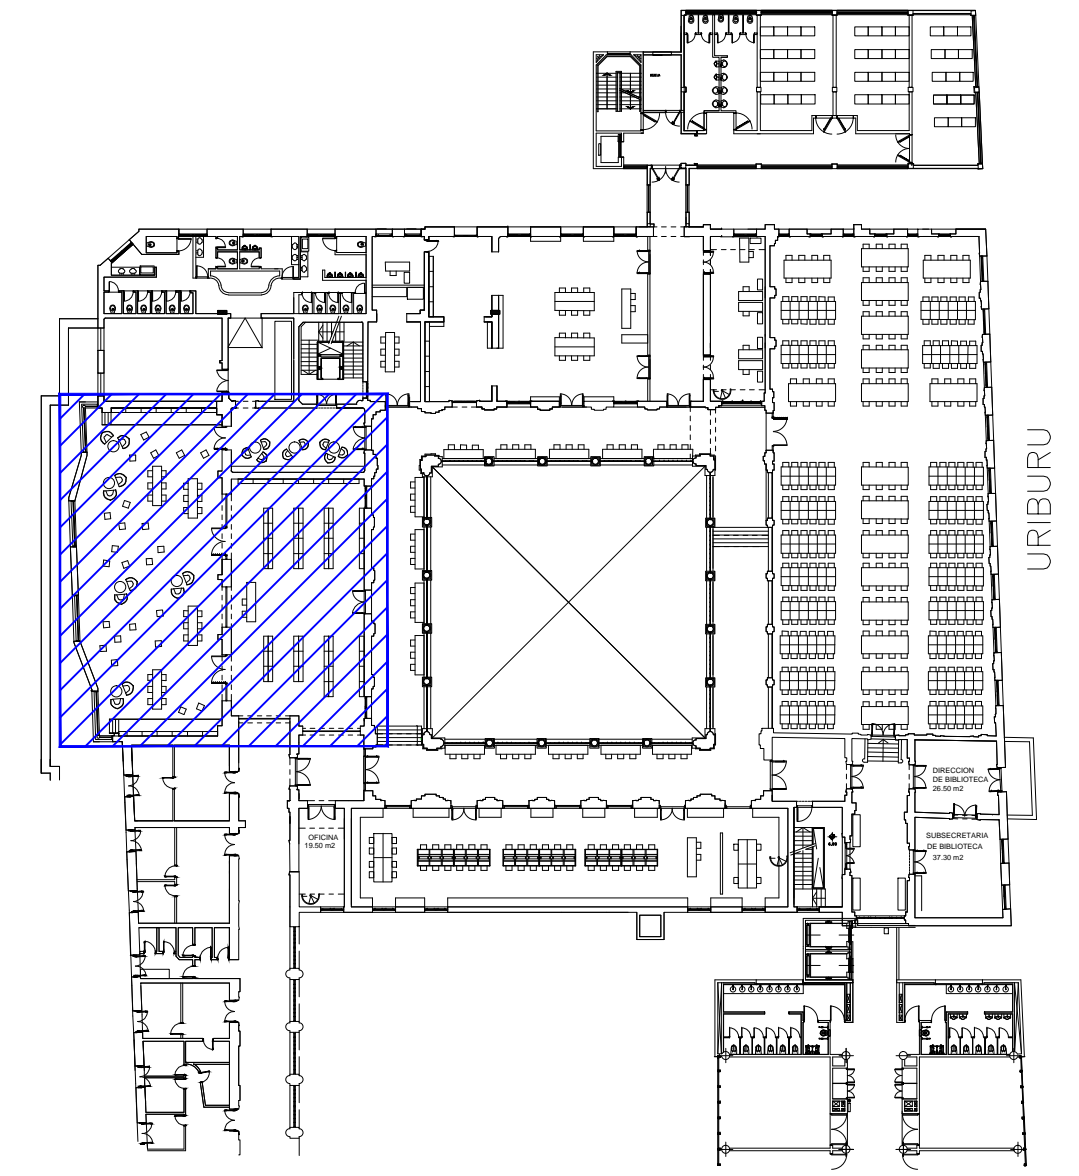 URIBURU
DIRECCION
DE BIBLIOTECA
26.50 m2
OFICINA
19.50 m2
SUBSECRETARIA
DE BIBLIOTECA
37.30 m2